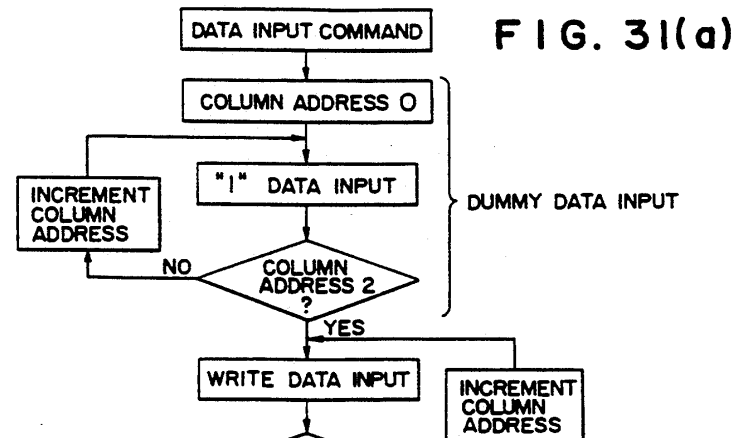 DATA INPUT COMMAND
FIG. 31(a)
COLUMN ADDRESS 0
"1" DATA INPUT
INCREMENT
COLUMN
ADDRESS
DUMMY DATA INPUT
NO
COLUMN
ADDRESS 2
?
YES
WRITE DATA INPUT
INCREMENT
COLUMN
ADDRESS